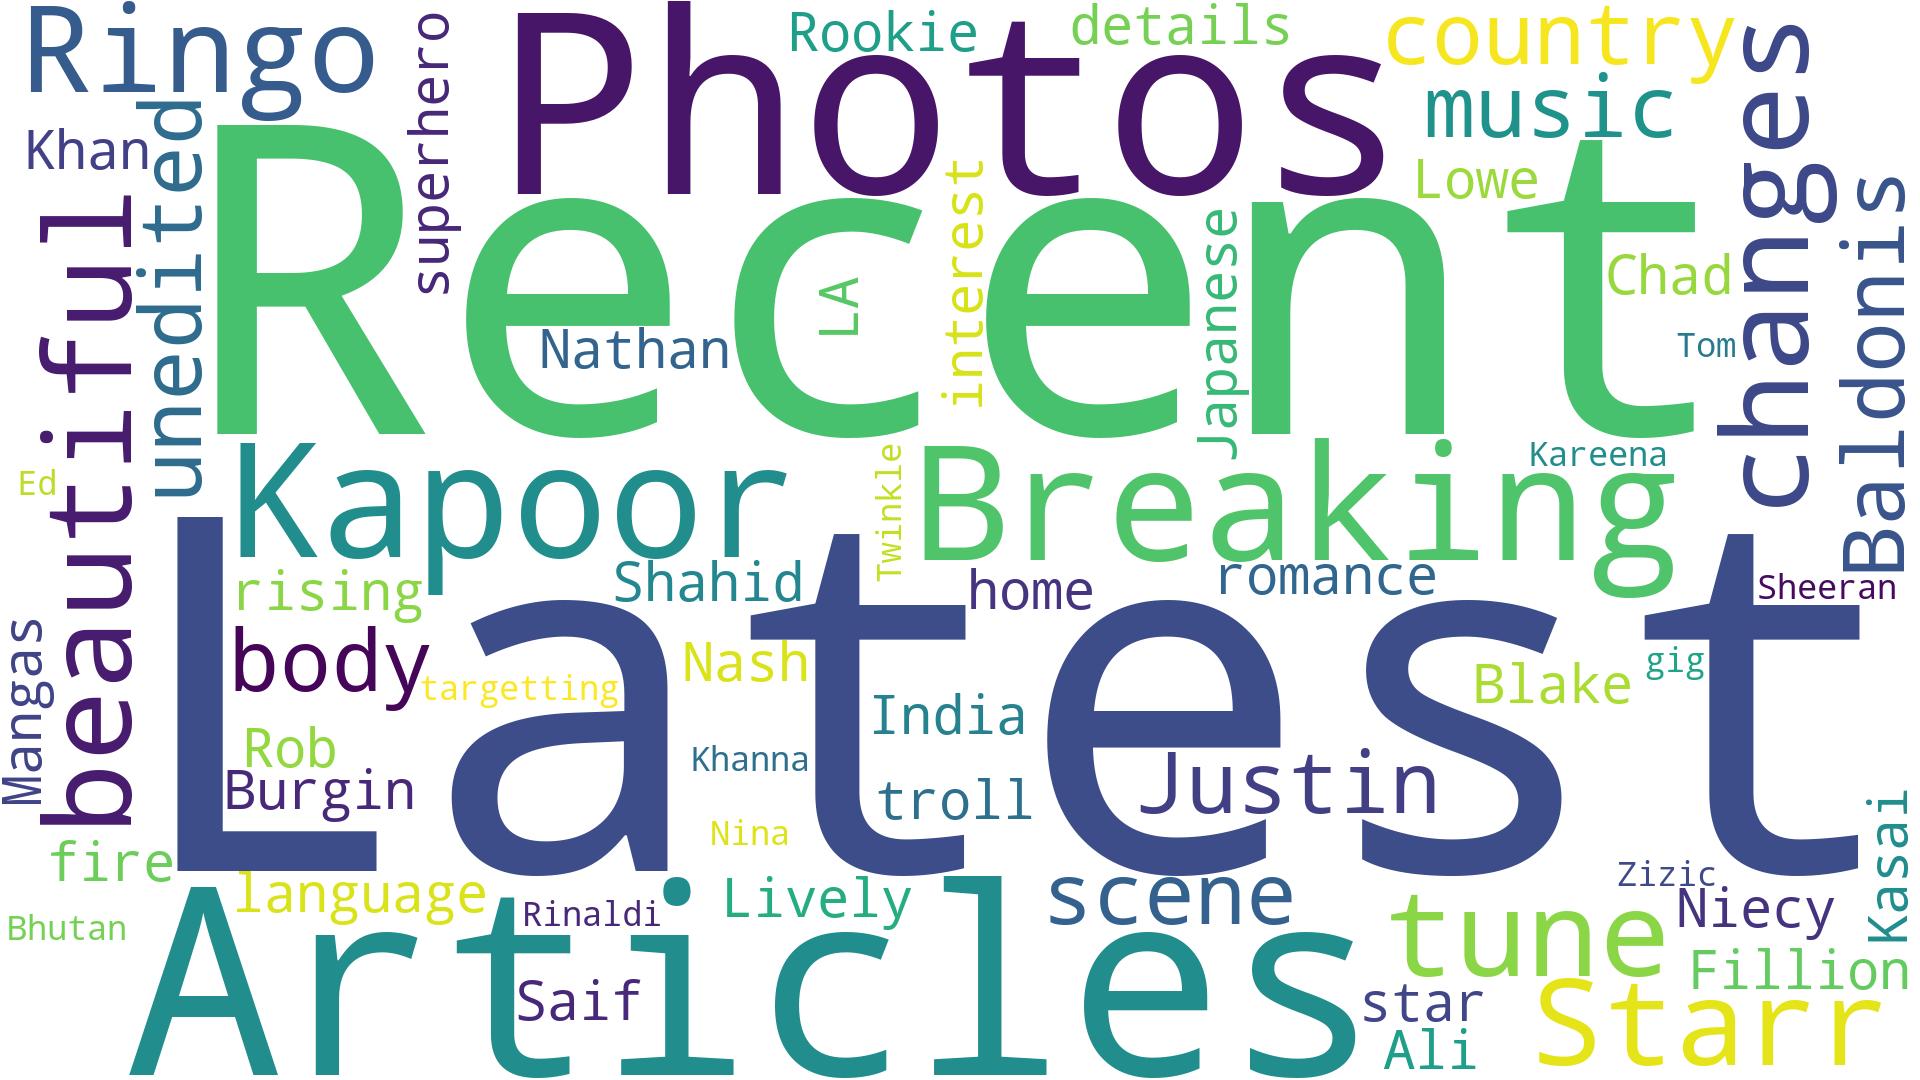 Ringo
superhero
Photos
Rookie
details
country
changes
Khan
unedited
music
Recent
interest
Lowe
Baldonis
beautiful
Japanese
LA
Chad
Nathan
Tom
Kapoor
Twinkle
Breaking
Kareena
Ed
Latest
rising
Shahid
home
romance
Sheeran
Mangas
body
targetting
Nash
Blake
gig
India
Rob
Khanna
Burgin
Justin
troll
Kasai
Nina
fire
language
Lively
scene
Zizic
Bhutan
Rinaldi
Niecy
Articles
tune
Saif
Fillion
star
Starr
Ali